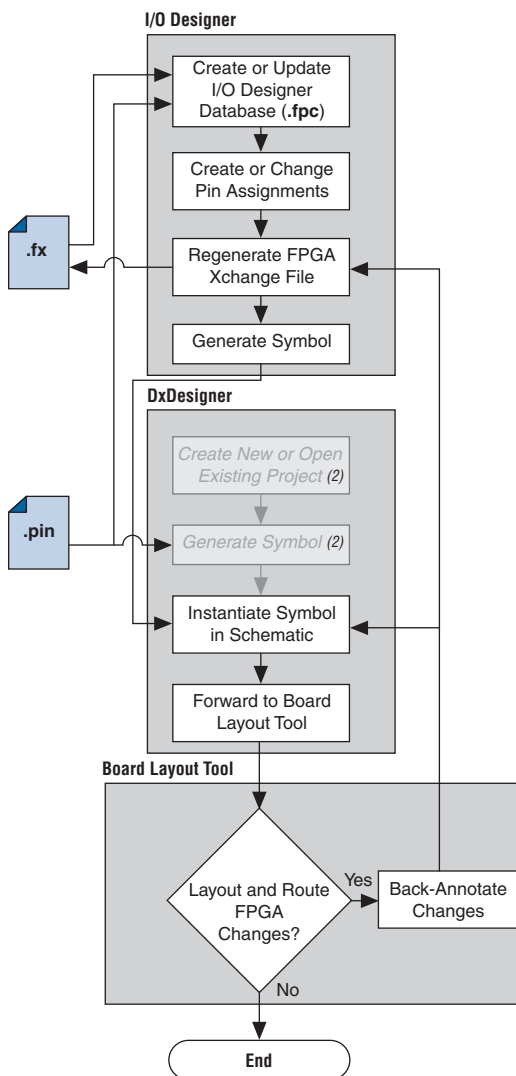 I/O Designer
Create or Update
I/O Designer
Database (.fpc)
Create or Change
Pin Assignments
.fx
Regenerate FPGA
Xchange File
Generate Symbol
DxDesigner
Create New or Open
Existing Project (2)
.pin
Generate Symbol (2)
Instantiate Symbol
in Schematic
Forward to Board
Layout Tool
Board Layout Tool
Layout and Route
FPGA
Changes?
Yes
Back-Annotate
Changes
No
End